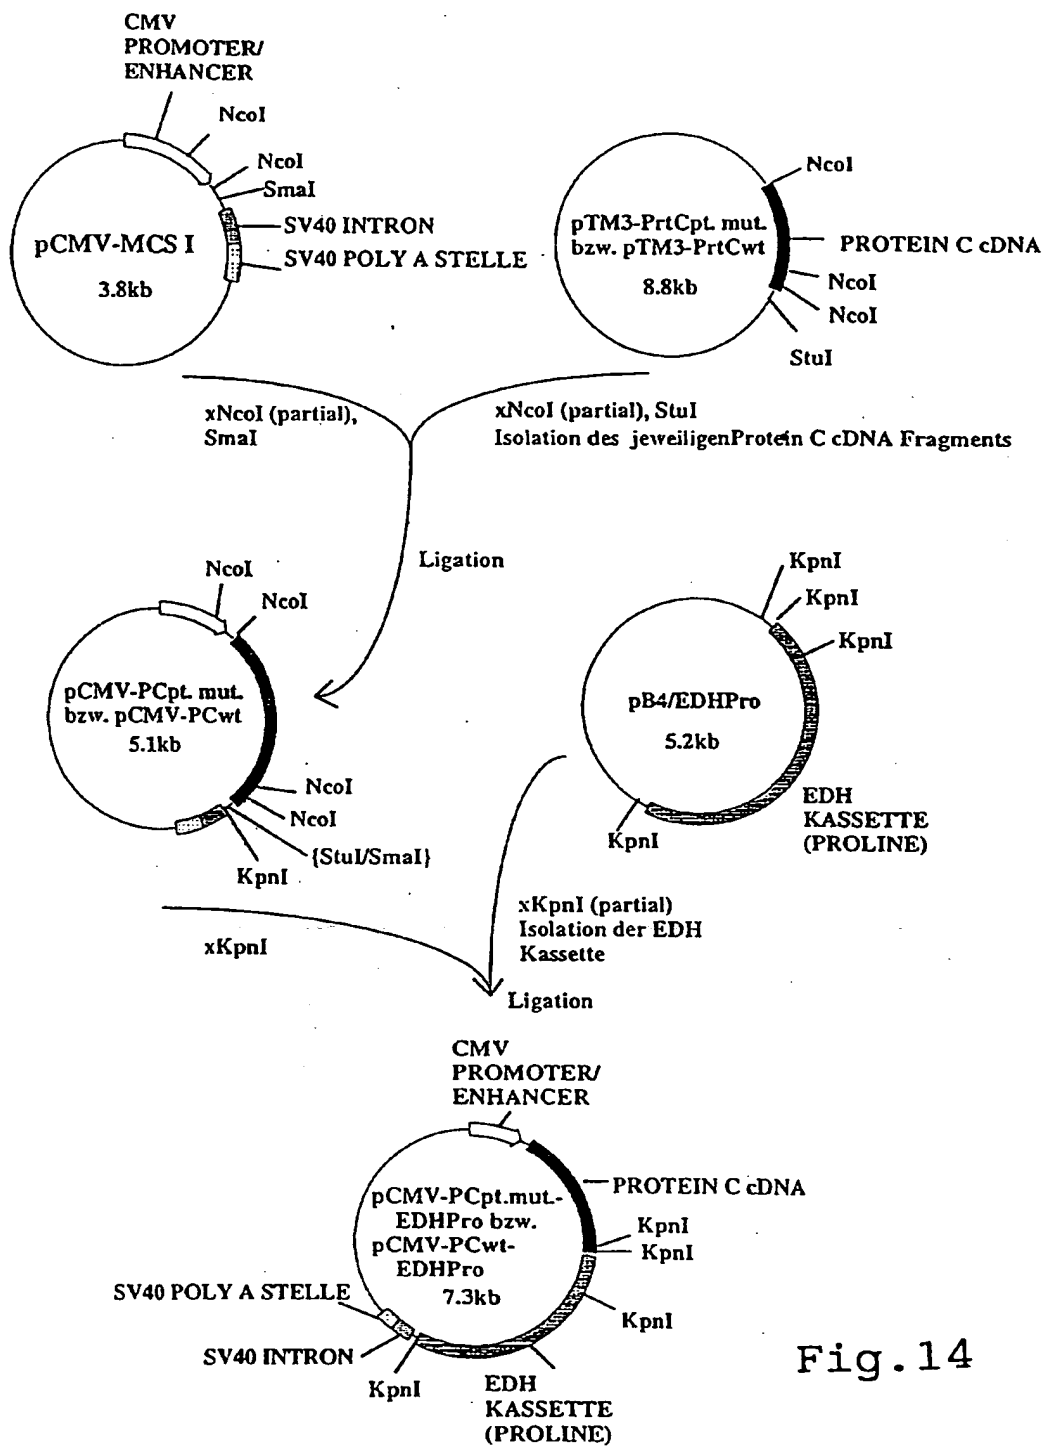 CMV
PROMOTER/
ENHANCER
NcoI
NcoI
SmaI
SV40 INTRON
SV40 POLY A STELLE
pCMV-MCS I
3.8kb
NcoI
pTM3-PrtCpt. mut.
bzw. pTM3-PrtCwt
8.8kb
PROTEIN C cDNA
NcoI
NcoI
StuI
xNcoI (partial),
SmaI
xNcoI (partial), StuI
Isolation des jeweiligenProtein C cDNA Fragments
Ligation
NcoI
NcoI
pCMV-PCpt. mut.
bzw. pCMV-PCwt
5.1kb
NcoI
NcoI
{StuI/SmaI}
KpnI
KpnI
KpnI
KpnI
pB4/EDHPro
5.2kb
EDH
KASSETTE
(PROLINE)
KpnI
xKpnI
xKpnI (partial)
Isolation der EDH
Kassette
Ligation
CMV
PROMOTER/
ENHANCER
pCMV-PCpt.mut.-
EDHPro bzw.
pCMV-PCwt-
EDHPro
7.3kb
PROTEIN C cDNA
KpnI
KpnI
KpnI
SV40 POLY A STELLE
SV40 INTRON
KpnI
EDH
KASSETTE
(PROLINE)
Fig.14